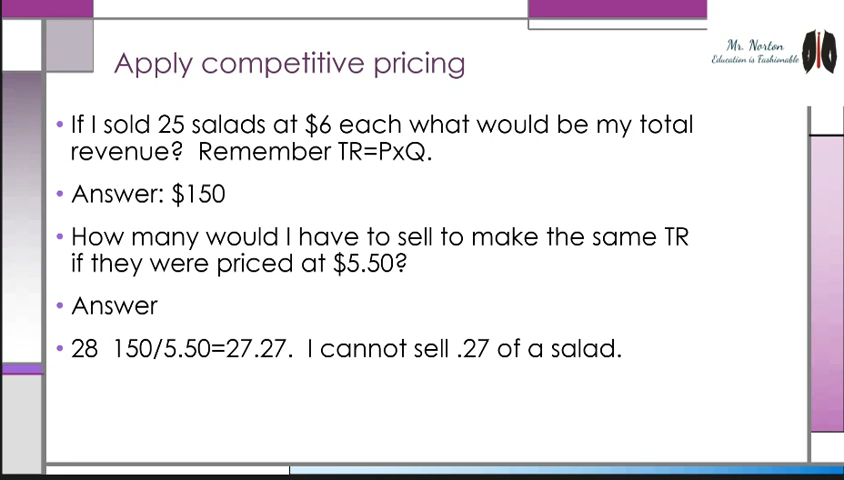 Mr. Norton
Education is Fashionable
Apply competitive pricing
• If I sold 25 salads at $6 each what would be my total
revenue?  Remember TR=PxQ.
• Answer: $150
• How many would I have to sell to make the same TR
if they were priced at $5.50?
• Answer
• 28  150/5.50=27.27.  I cannot sell .27 of a salad.